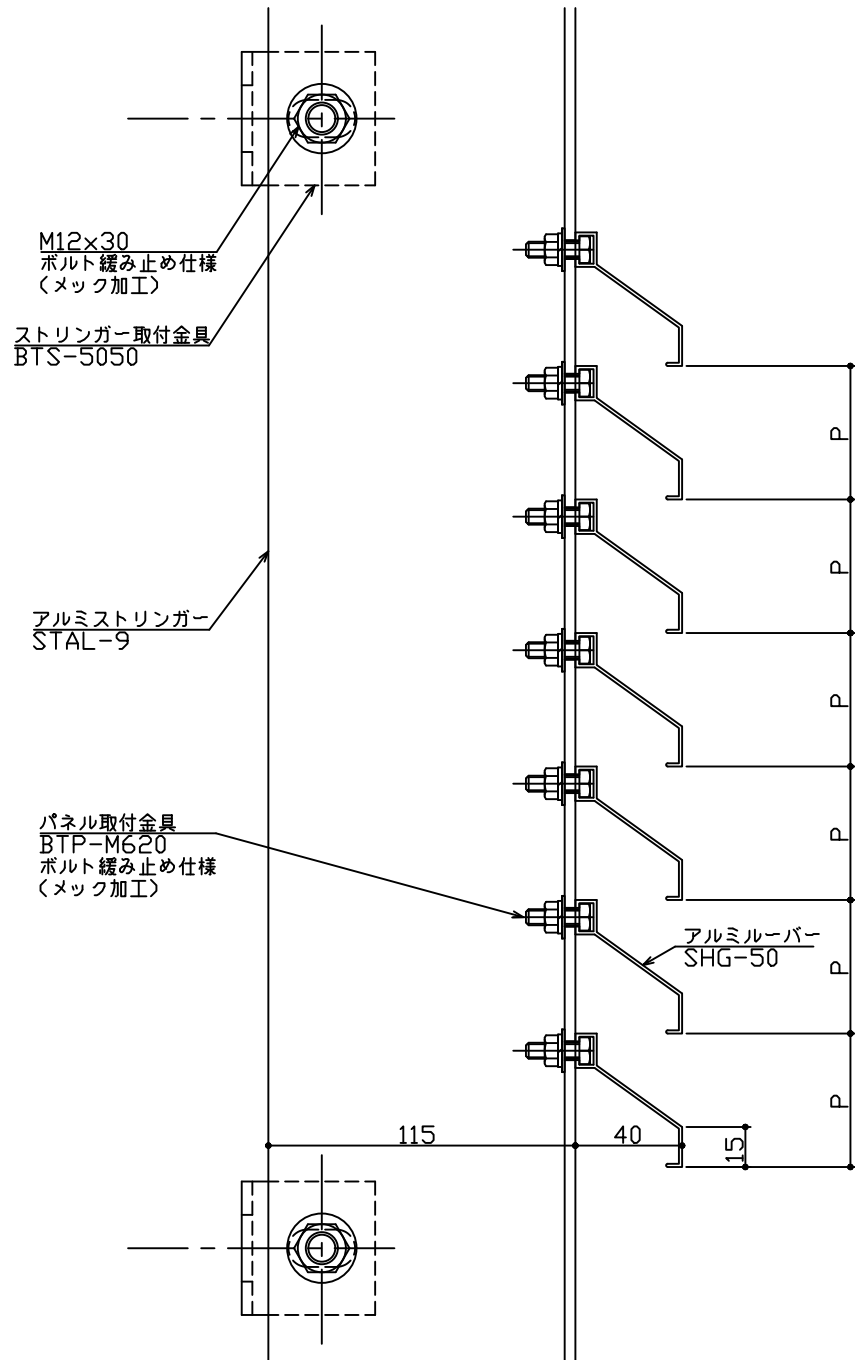 M12x30
ボルト緩み止め仕様
(メック加工)
ストリンガー取付金具
BTS-5050
P
P
P
アルミストリンガー
STAL-9
P
パネル取付金具
BTP-M620
ボルト緩み止め仕様
(メック加工)
P
アルミルーバー
SHG-50
P
115
40
15